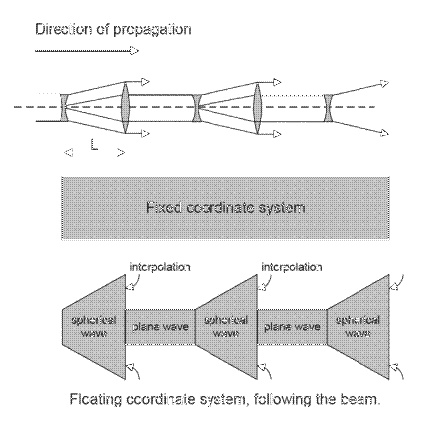 Direction of propagation
L
Fixed coordinate system
interpolation interpolation
spherical wave plane wave spherical wave plane wave spherical wave
Floating coordinate system, following the beam.